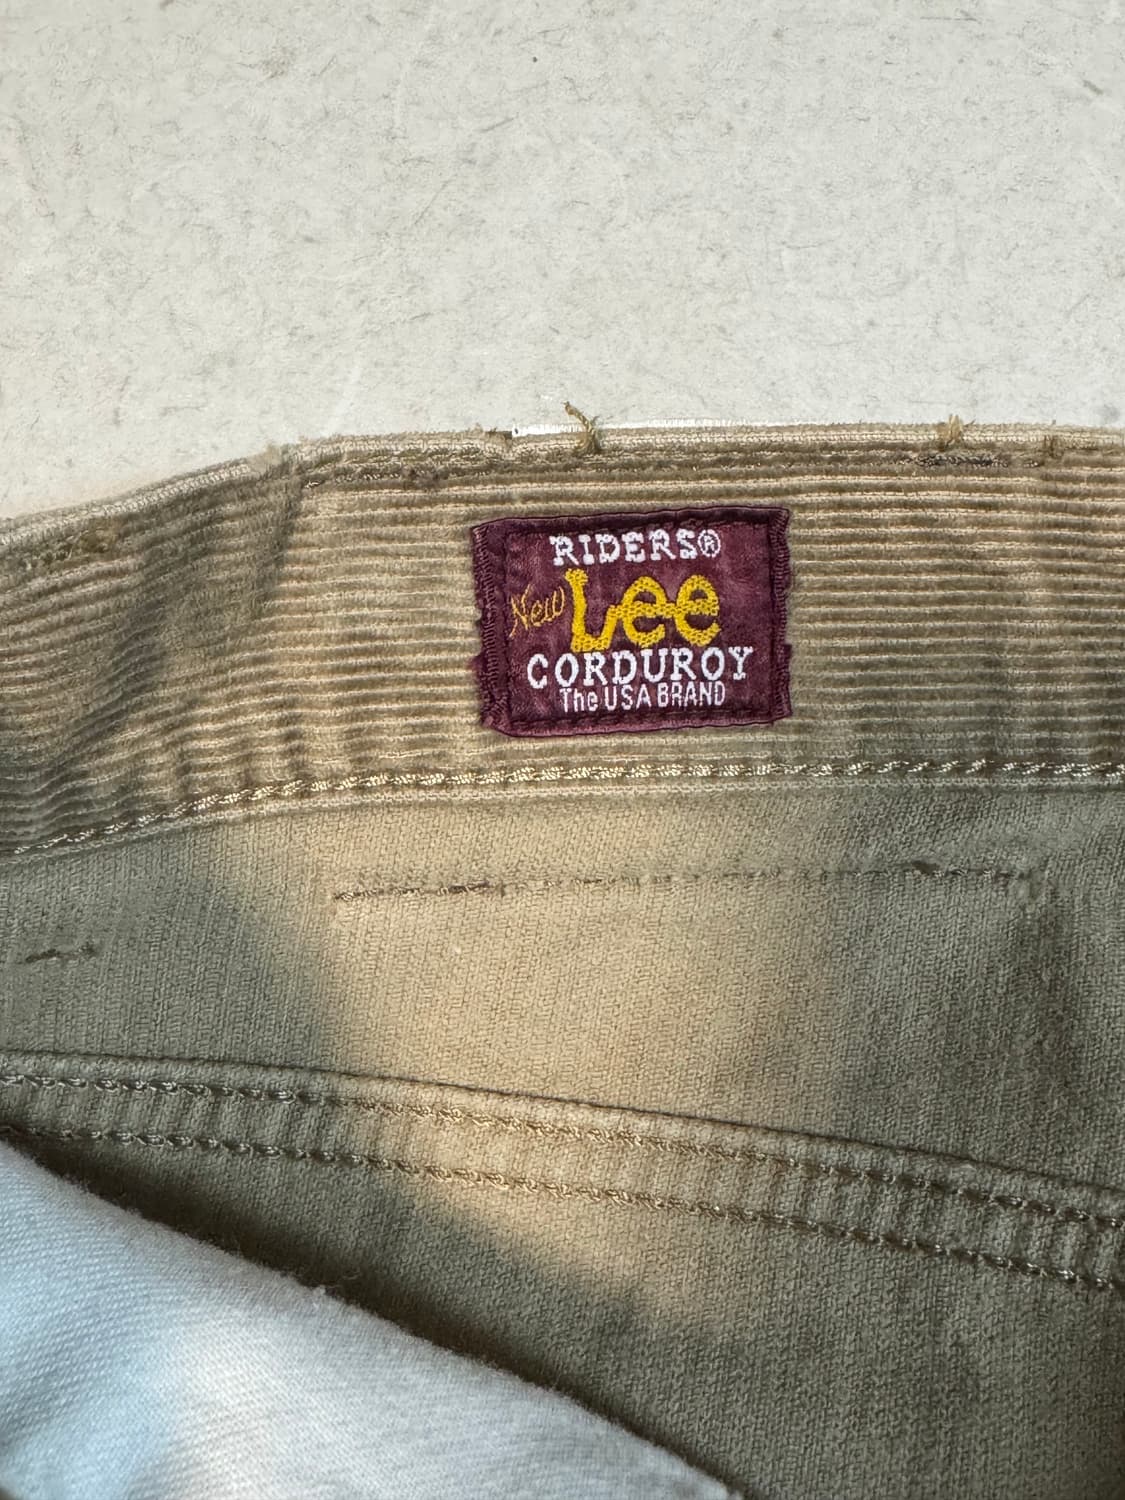 RIDERS®
New Lee
CORDUROY
The USA BRAND